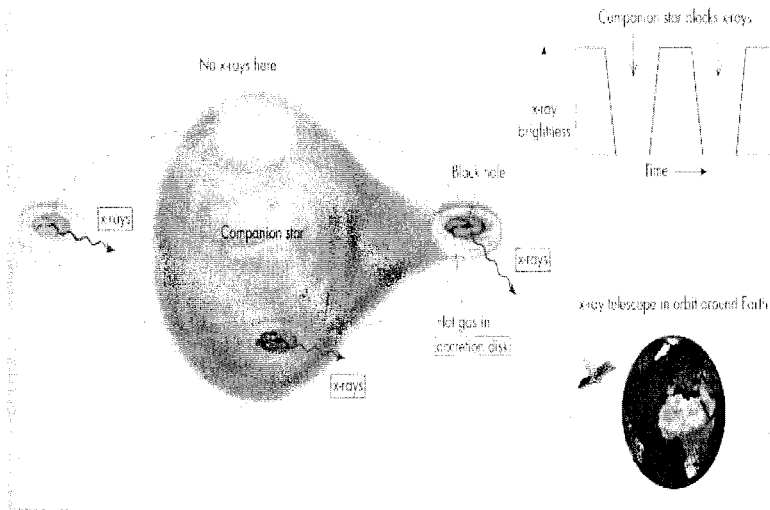 Companion star blocks x-rays
No x-rays here
x-ray
brightness
Time
Black hole
x-rays
Companion star
x-rays
x-ray telescope in orbit around Earth
Hot gas in
accretion disk
x-rays